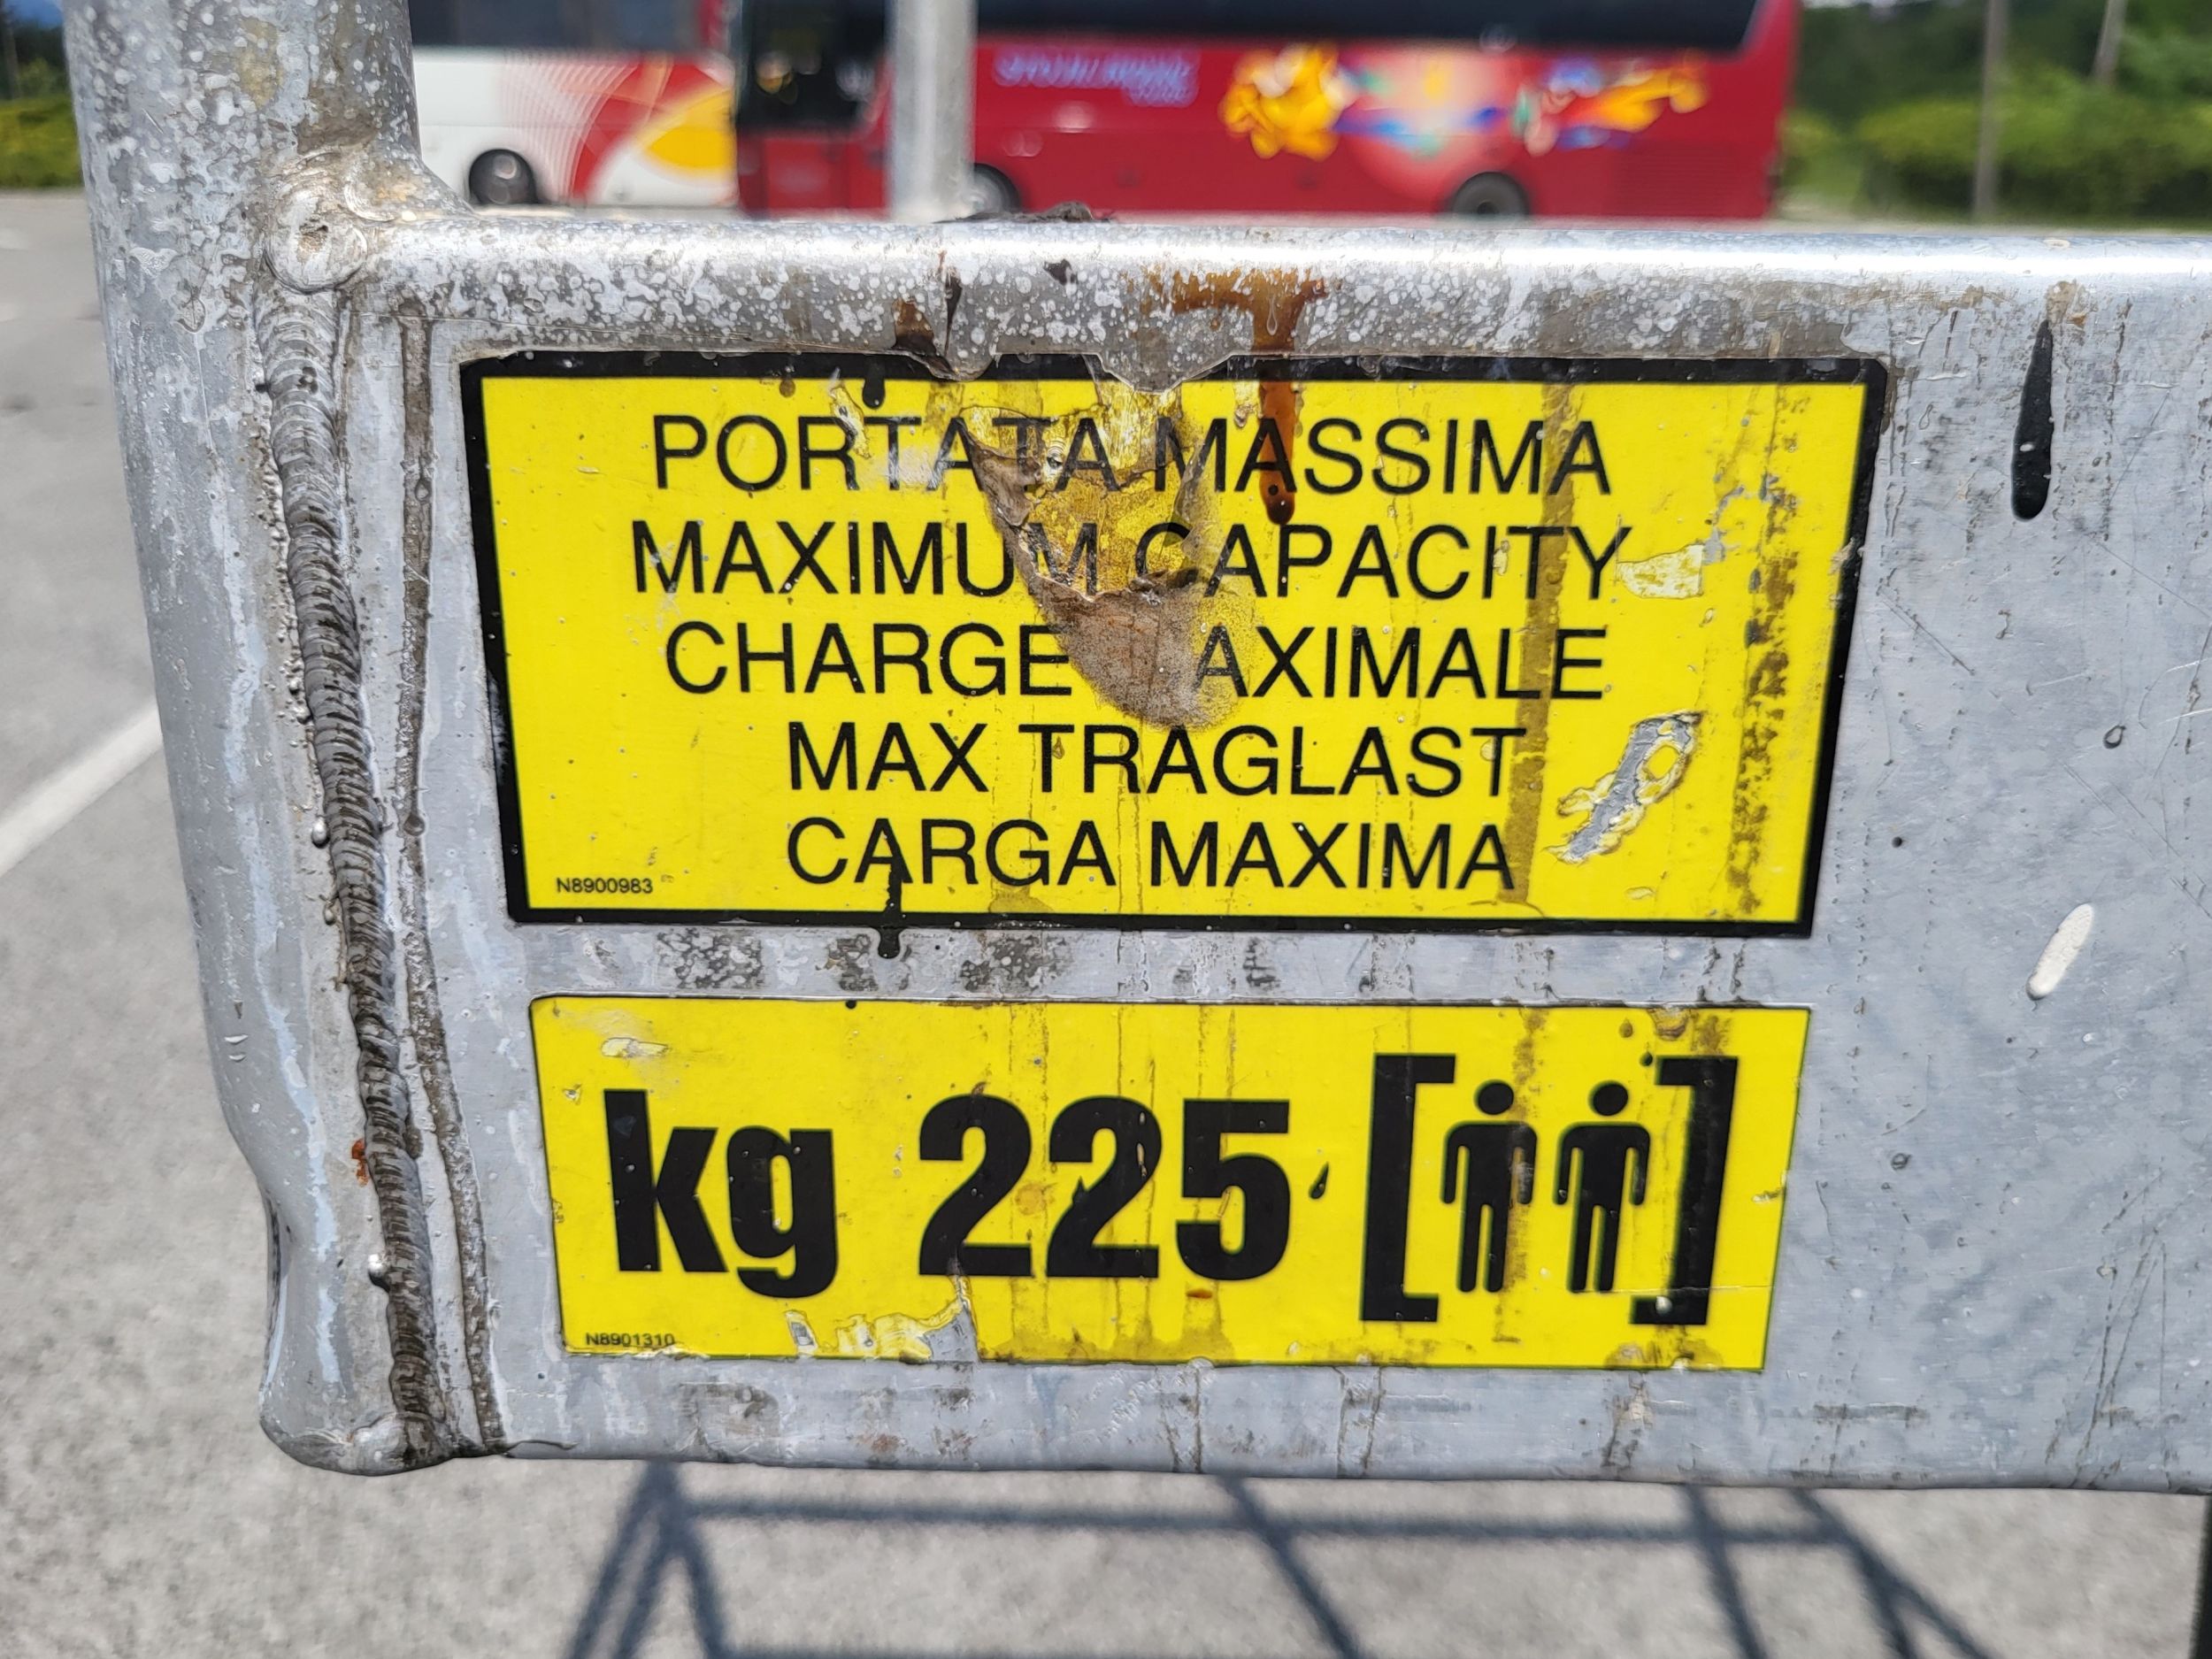 PORTATA MASSIMA
MAXIMUM CAPACITY
CHARGE AXIMALE
MAX TRAGLAST
CARGA MAXIMA
N8900983
kg 225 [ ]
N8901310